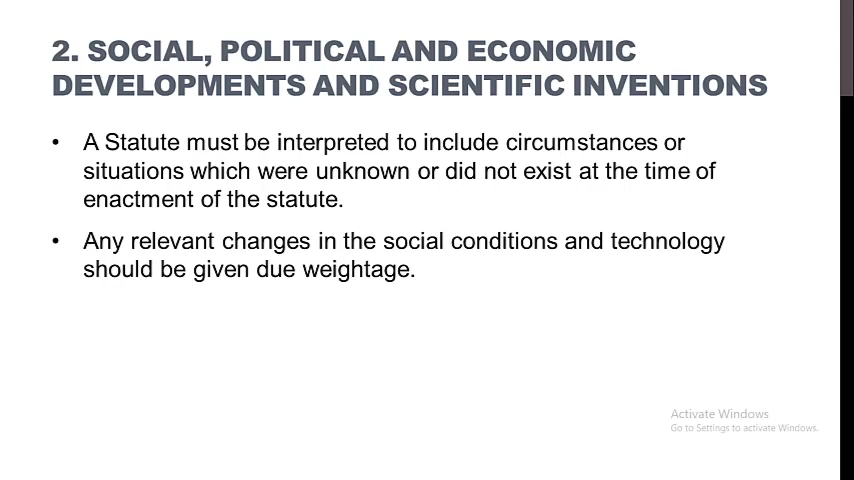 2. SOCIAL, POLITICAL AND ECONOMIC
DEVELOPMENTS AND SCIENTIFIC INVENTIONS
• A Statute must be interpreted to include circumstances or
situations which were unknown or did not exist at the time of
enactment of the statute.
• Any relevant changes in the social conditions and technology
should be given due weightage.
Activate Windows
Go to Settings to activate Windows.